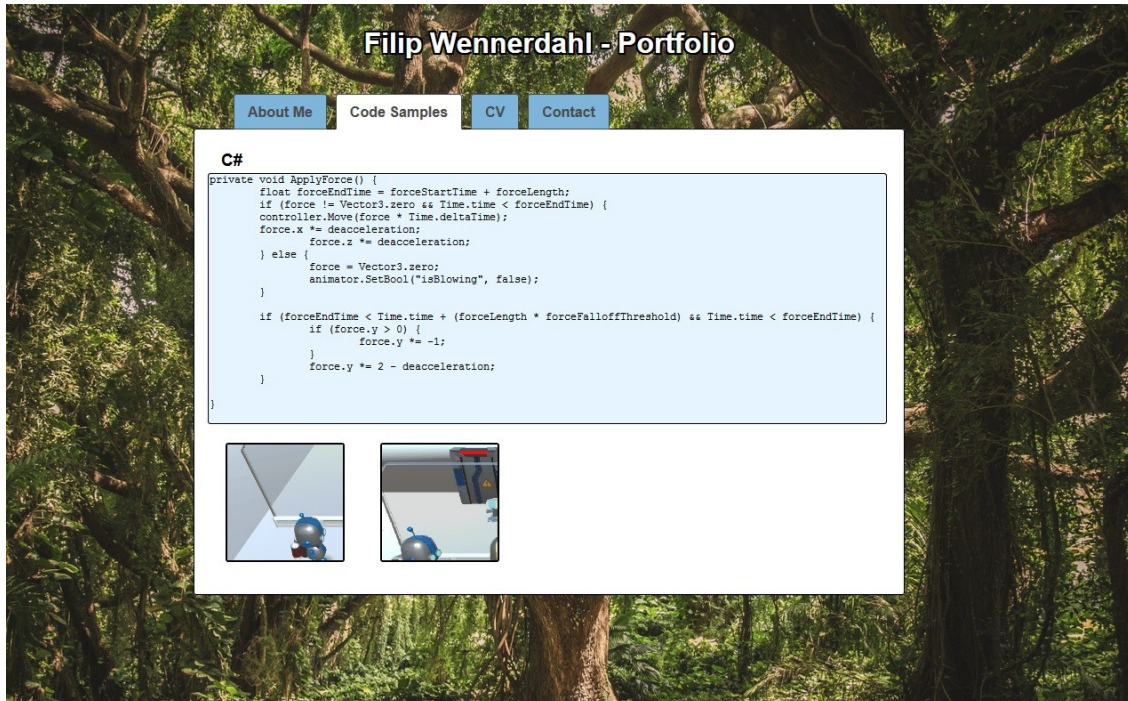 Filip Wennerdahl - Portfolio
About Me Code Samples CV Contact
C#
private void ApplyForce() {
        float forceEndTime = forceStartTime + forceLength;
        if (force != Vector3.zero && Time.time < forceEndTime) {
        controller.Move(force * Time.deltaTime);
        force.x *= deacceleration;
                force.z *= deacceleration;
        } else {
                force = Vector3.zero;
                animator.SetBool("isBlowing", false);
        }
        if (forceEndTime < Time.time + (forceLength * forceFalloffThreshold) && Time.time < forceEndTime) {
                if (force.y > 0) {
                        force.y *= -1;
                }
                force.y *= 2 - deacceleration;
        }
}